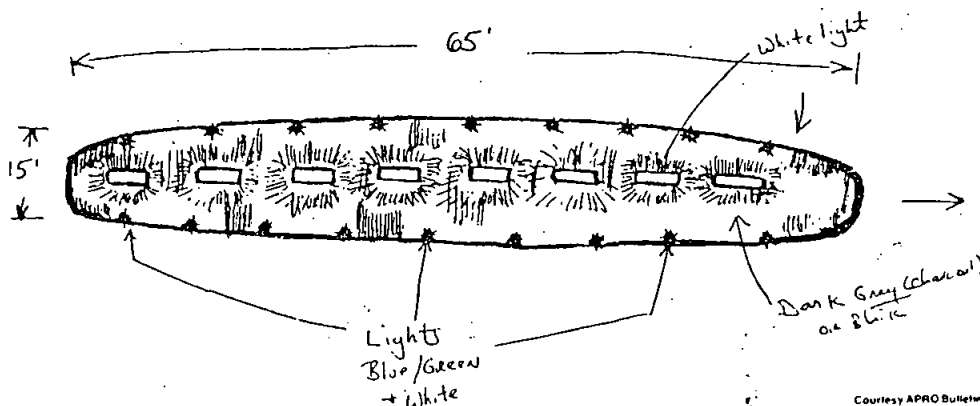 65'
White light
15'
Lights
Blue/Green
+ White
Dark Grey (charcoal)
or Black
Courtesy APRO Bulletin